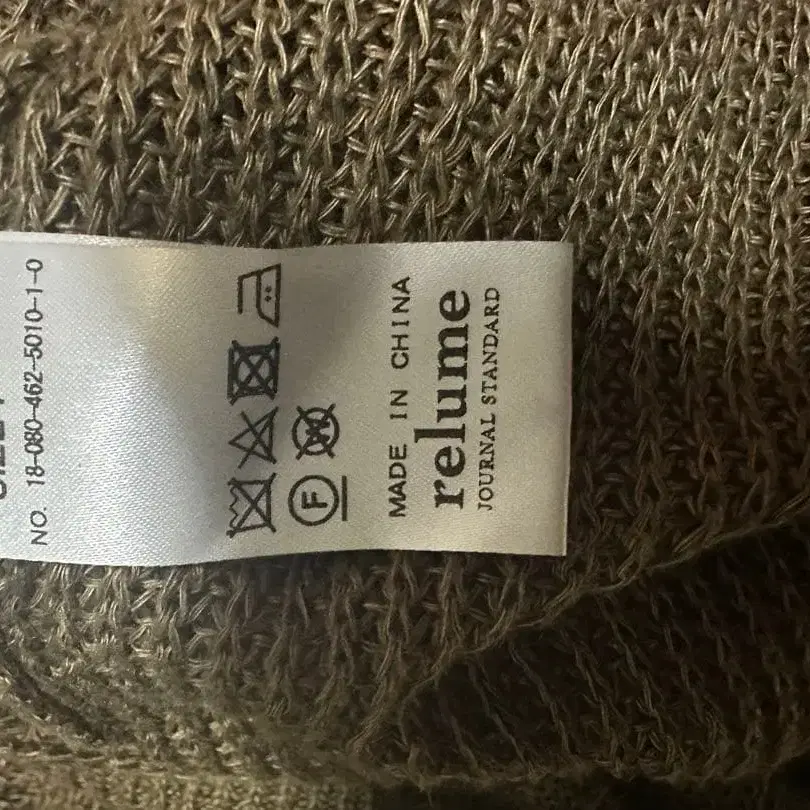 NO. 18-080-462-5010-1-0
F
W
MADE IN CHINA
relume
JOURNAL STANDARD